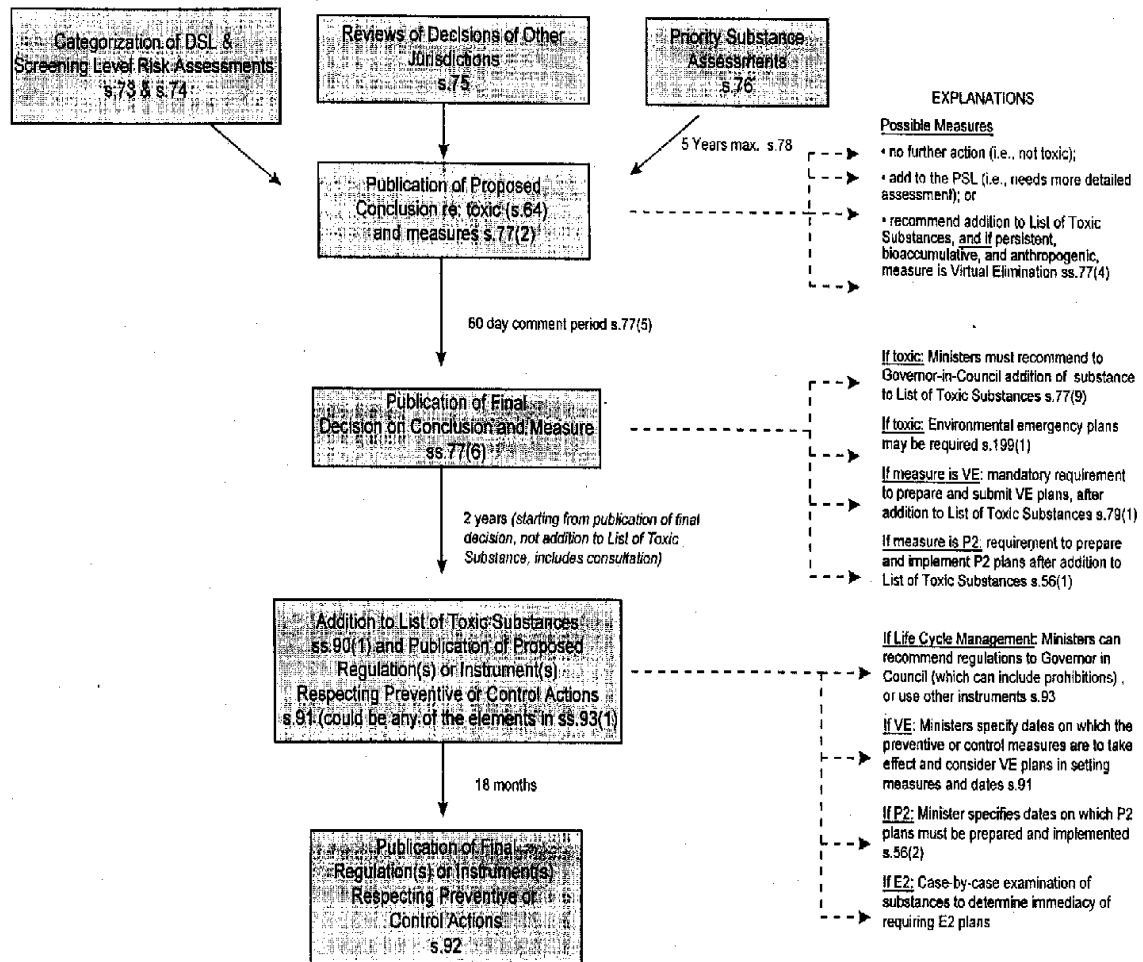 Categorization of DSL &
Screening Level Risk Assessments
s.73 & s.74
Reviews of Decisions of Other
Jurisdictions
s.75
Priority Substance
Assessments
s.76
5 Years max. s.78
Publication of Proposed
Conclusion re: toxic (s.64)
and measures s.77(2)
EXPLANATIONS
Possible Measures
• no further action (i.e., not toxic);
• add to the PSL (i.e., needs more detailed
assessment); or
• recommend addition to List of Toxic
Substances, and if persistent,
bioaccumulative, and anthropogenic,
measure is Virtual Elimination ss.77(4)
60 day comment period s.77(5)
Publication of Final
Decision on Conclusion and Measure
ss.77(6)
If toxic: Ministers must recommend to
Governor-in-Council addition of substance
to List of Toxic Substances s.77(9)
If toxic: Environmental emergency plans
may be required s.199(1)
If measure is VE: mandatory requirement
to prepare and submit VE plans, after
addition to List of Toxic Substances s.79(1)
If measure is P2: requirement to prepare
and implement P2 plans after addition to
List of Toxic Substances s.56(1)
2 years (starting from publication of final
decision, not addition to List of Toxic
Substance, includes consultation)
Addition to List of Toxic Substances
ss.90(1) and Publication of Proposed
Regulation(s) or Instrument(s)
Respecting Preventive or Control Actions
s.91 (could be any of the elements in ss.93(1)
If Life Cycle Management: Ministers can
recommend regulations to Governor in
Council (which can include prohibitions) ,
or use other instruments s.93
If VE: Ministers specify dates on which the
preventive or control measures are to take
effect and consider VE plans in setting
measures and dates s.91
If P2: Minister specifies dates on which P2
plans must be prepared and implemented
s.56(2)
If E2: Case-by-case examination of
substances to determine immediacy of
requiring E2 plans
18 months
Publication of Final
Regulation(s) or Instrument(s)
Respecting Preventive or
Control Actions
s.92